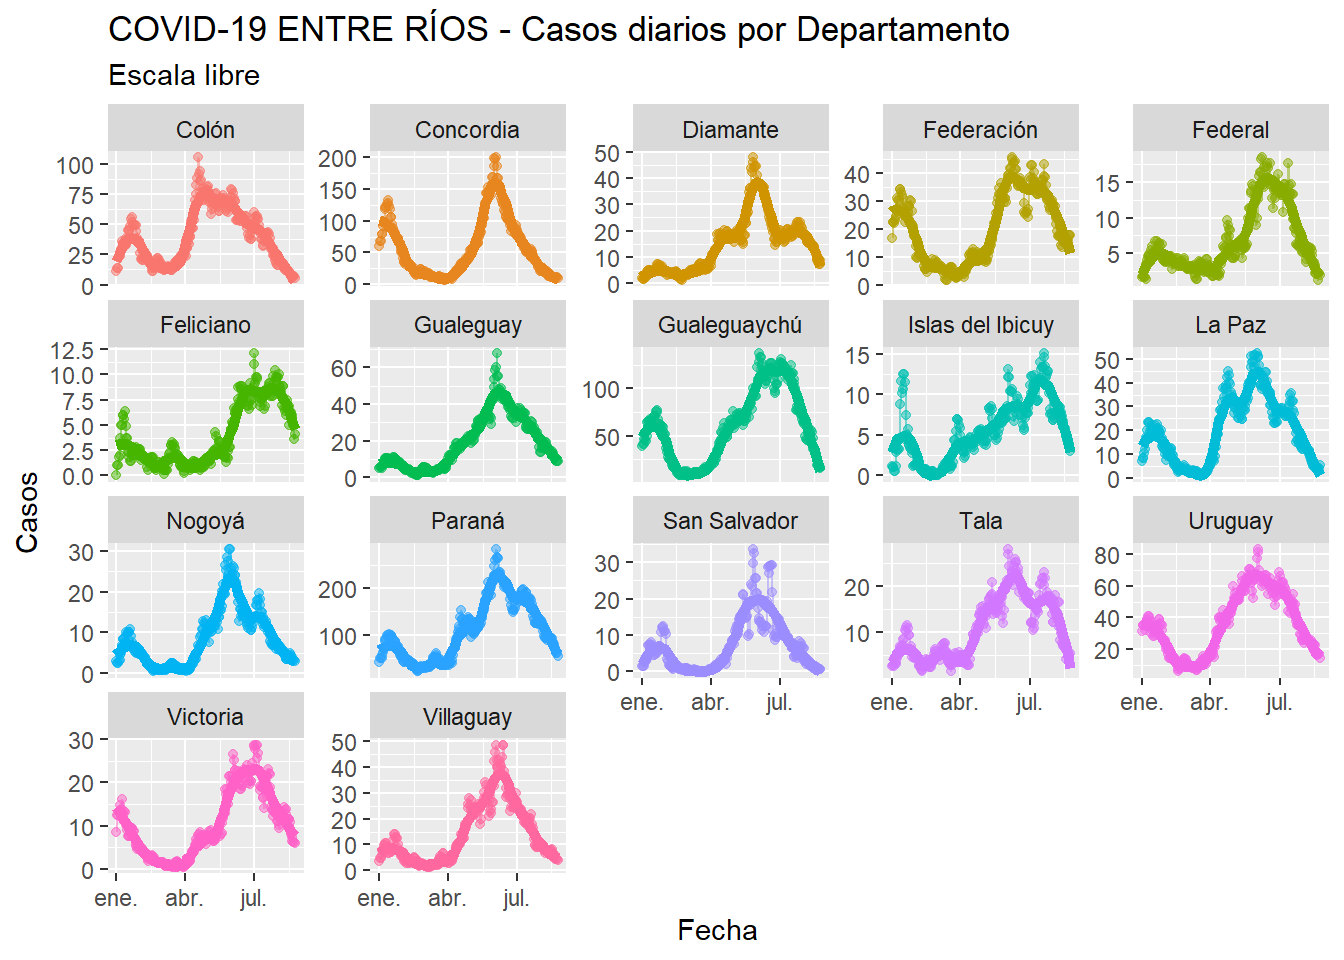 COVID-19 ENTRE RÍOS - Casos diarios por Departamento
Escala libre
Colón
Concordia
Diamante
Federación
Federal
100
75
50
25
0
200
150
100
50
0
50
40
30
20
10
0
40
30
20
10
0
15
10
5
Feliciano
Gualeguay
Gualeguaychú
Islas del Ibicuy
La Paz
12.5
10.0
7.5
5.0
2.5
0.0
60
40
20
0
100
50
15
10
5
0
50
40
30
20
10
0
Nogoyá
Paraná
San Salvador
Tala
Uruguay
30
20
10
0
200
100
30
20
10
0
20
10
80
60
40
20
ene. abr. jul.
ene. abr. jul.
ene. abr. jul.
Victoria
Villaguay
30
20
10
0
50
40
30
20
10
0
ene. abr. jul.
ene. abr. jul.
Casos
Fecha